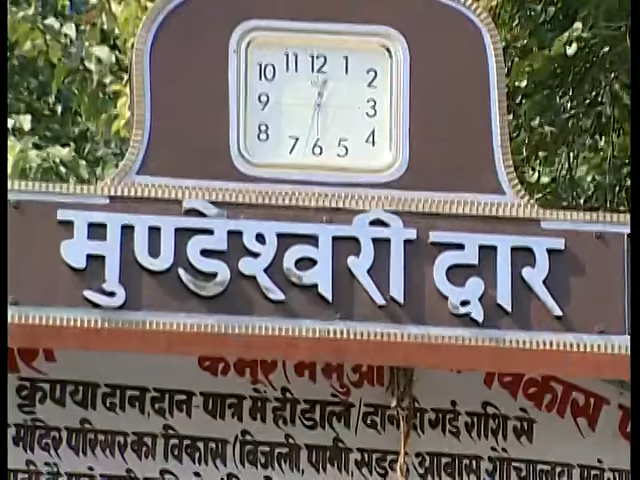 11 12 1
10 2
9 3
8 4
7 6 5
मुण्डेश्वरी द्वार
कैमूर (भभुआ) विकास
कृपया दान, दान-पात्र में ही डालें / दान की गई राशि से
मंदिर परिसर का विकास (बिजली, पानी, सड़क, आवास, शौचालय